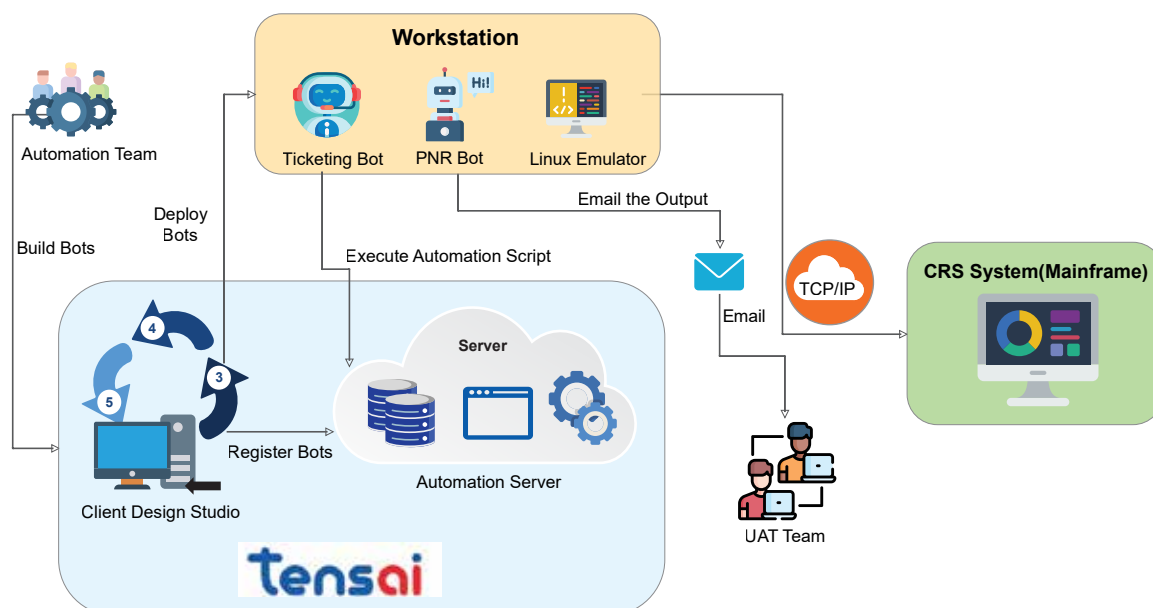 Workstation
Hi!
Ticketing Bot
PNR Bot
Linux Emulator
Automation Team
Build Bots
Deploy
Bots
Execute Automation Script
Email the Output
Email
TCP/IP
CRS System(Mainframe)
4
3
5
Server
Register Bots
Automation Server
Client Design Studio
UAT Team
tensai